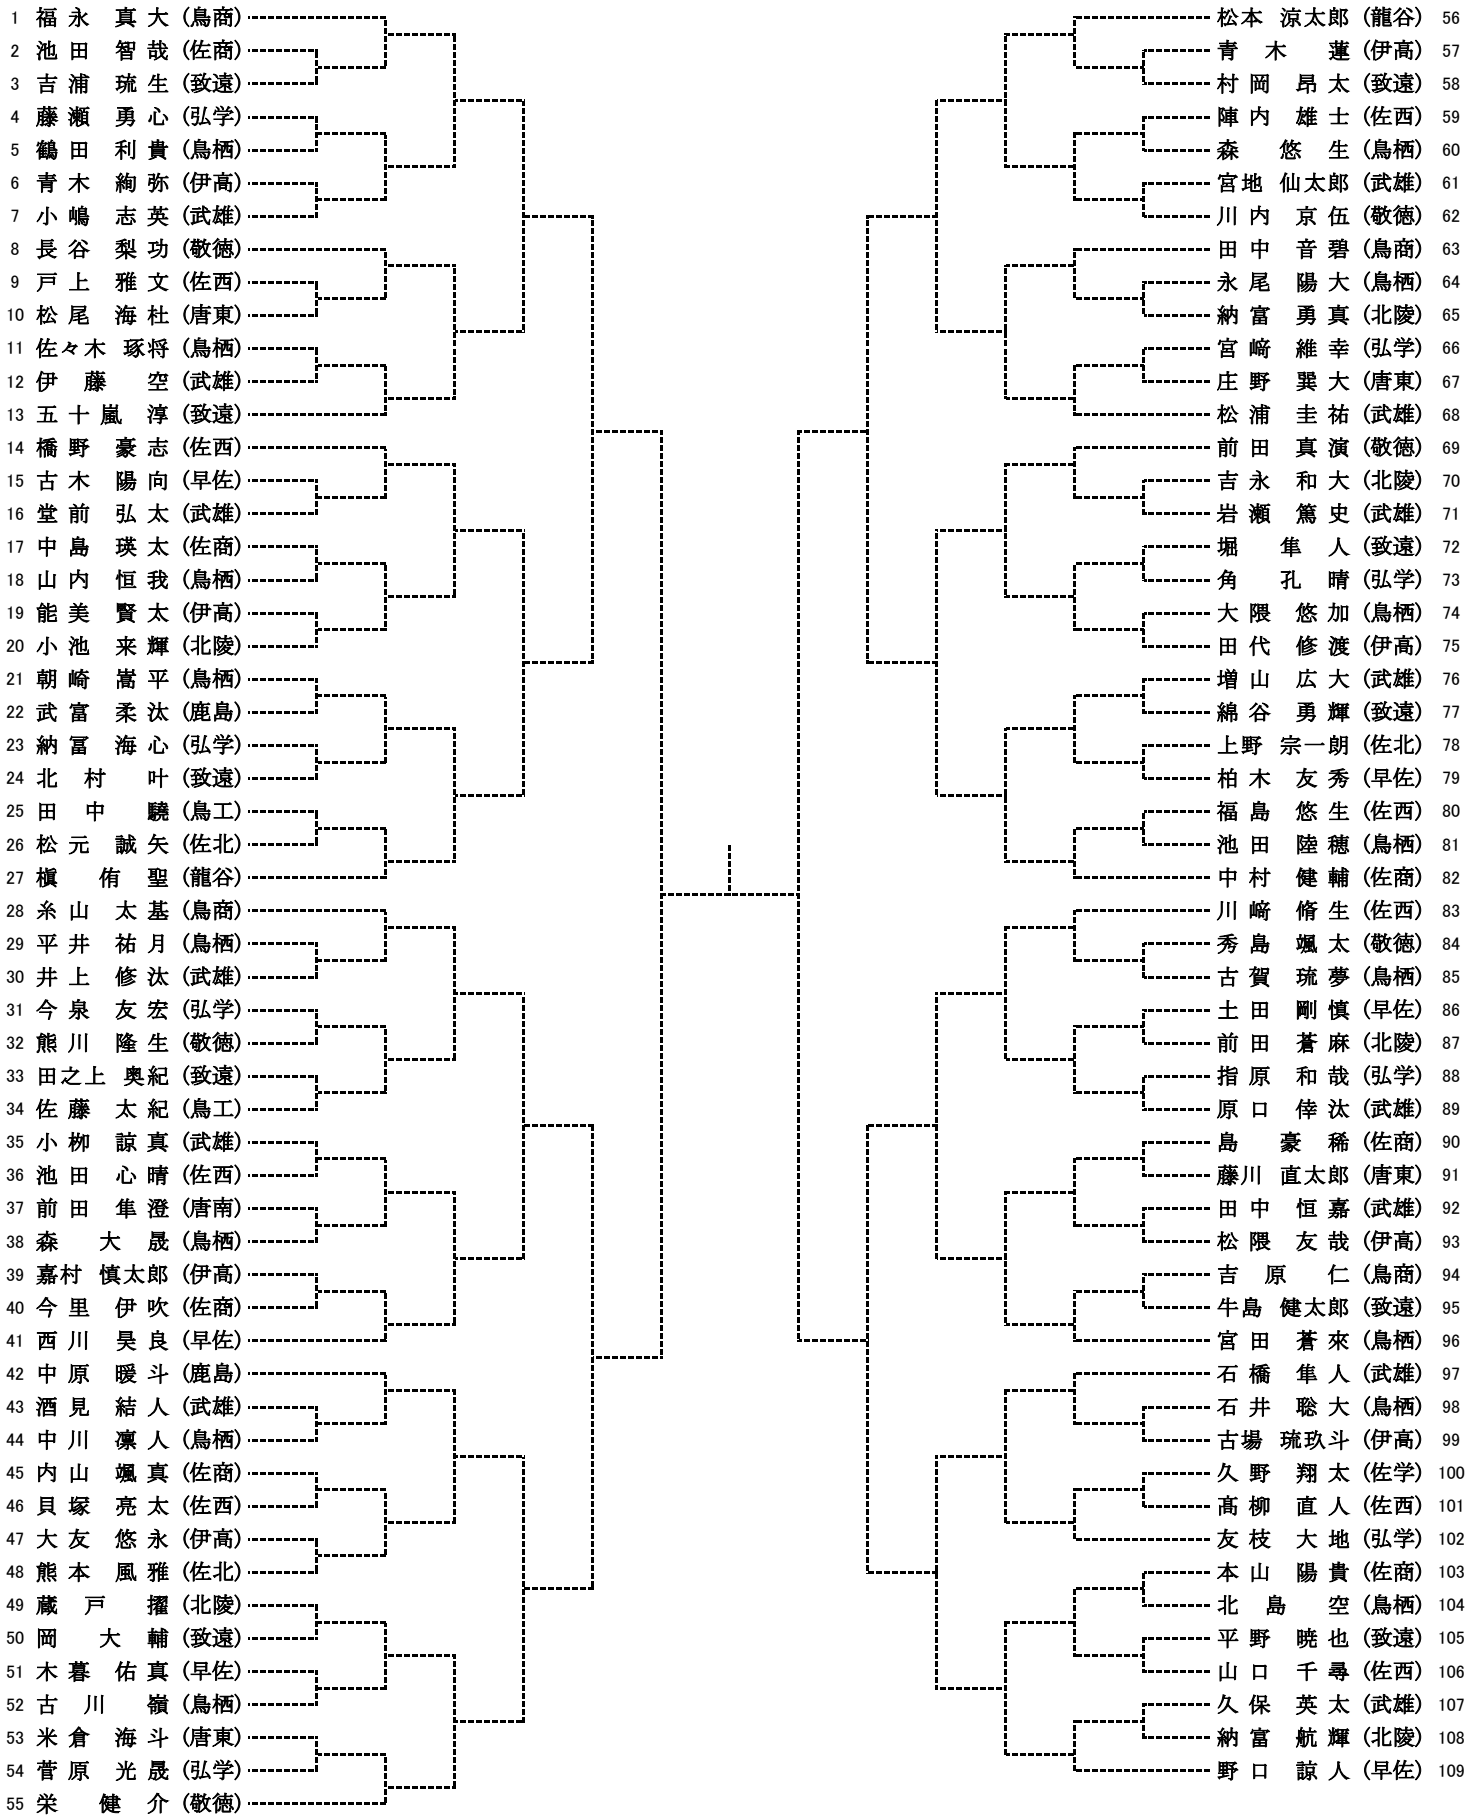 1 福永 真大 (鳥商)
2 池田 智哉 (佐商)
3 吉浦 琉生 (致遠)
4 藤瀬 勇心 (弘学)
5 鶴田 利貴 (鳥栖)
6 青木 絢弥 (伊高)
7 小嶋 志英 (武雄)
8 長谷 梨功 (敬徳)
9 戸上 雅文 (佐西)
10 松尾 海杜 (唐東)
11 佐々木 琢将 (鳥栖)
12 伊藤 空 (武雄)
13 五十嵐 淳 (致遠)
14 橋野 豪志 (佐西)
15 古木 陽向 (早佐)
16 堂前 弘太 (武雄)
17 中島 瑛太 (佐商)
18 山内 恒我 (鳥栖)
19 能美 賢太 (伊高)
20 小池 来輝 (北陵)
21 朝崎 嵩平 (鳥栖)
22 武富 柔汰 (鹿島)
23 納冨 海心 (弘学)
24 北村 叶 (致遠)
25 田中 驍 (鳥工)
26 松元 誠矢 (佐北)
27 槇 侑聖 (龍谷)
28 糸山 太基 (鳥商)
29 平井 祐月 (鳥栖)
30 井上 修汰 (武雄)
31 今泉 友宏 (弘学)
32 熊川 隆生 (敬徳)
33 田之上 奥紀 (致遠)
34 佐藤 太紀 (鳥工)
35 小栁 諒真 (武雄)
36 池田 心晴 (佐西)
37 前田 隼澄 (唐南)
38 森 大晟 (鳥栖)
39 嘉村 慎太郎 (伊高)
40 今里 伊吹 (佐商)
41 西川 昊良 (早佐)
42 中原 暖斗 (鹿島)
43 酒見 結人 (武雄)
44 中川 凛人 (鳥栖)
45 内山 颯真 (佐商)
46 貝塚 亮太 (佐西)
47 大友 悠永 (伊高)
48 熊本 風雅 (佐北)
49 蔵戸 擢 (北陵)
50 岡 大輔 (致遠)
51 木暮 佑真 (早佐)
52 古川 嶺 (鳥栖)
53 米倉 海斗 (唐東)
54 菅原 光晟 (弘学)
55 栄 健介 (敬徳)
松本 涼太郎 (龍谷) 56
青木 蓮 (伊高) 57
村岡 昂太 (致遠) 58
陣内 雄士 (佐西) 59
森 悠生 (鳥栖) 60
宮地 仙太郎 (武雄) 61
川内 京伍 (敬徳) 62
田中 音碧 (鳥商) 63
永尾 陽大 (鳥栖) 64
納富 勇真 (北陵) 65
宮﨑 維幸 (弘学) 66
庄野 巽大 (唐東) 67
松浦 圭祐 (武雄) 68
前田 真演 (敬徳) 69
吉永 和大 (北陵) 70
岩瀬 篤史 (武雄) 71
堀 隼人 (致遠) 72
角 孔晴 (弘学) 73
大隈 悠加 (鳥栖) 74
田代 修渡 (伊高) 75
増山 広大 (武雄) 76
綿谷 勇輝 (致遠) 77
上野 宗一朗 (佐北) 78
柏木 友秀 (早佐) 79
福島 悠生 (佐西) 80
池田 陸穂 (鳥栖) 81
中村 健輔 (佐商) 82
川﨑 脩生 (佐西) 83
秀島 颯太 (敬徳) 84
古賀 琉夢 (鳥栖) 85
土田 剛慎 (早佐) 86
前田 蒼麻 (北陵) 87
指原 和哉 (弘学) 88
原口 倖汰 (武雄) 89
島 豪稀 (佐商) 90
藤川 直太郎 (唐東) 91
田中 恒嘉 (武雄) 92
松隈 友哉 (伊高) 93
吉原 仁 (鳥商) 94
牛島 健太郎 (致遠) 95
宮田 蒼來 (鳥栖) 96
石橋 隼人 (武雄) 97
石井 聡大 (鳥栖) 98
古場 琉玖斗 (伊高) 99
久野 翔太 (佐学) 100
髙柳 直人 (佐西) 101
友枝 大地 (弘学) 102
本山 陽貴 (佐商) 103
北島 空 (鳥栖) 104
平野 暁也 (致遠) 105
山口 千尋 (佐西) 106
久保 英太 (武雄) 107
納富 航輝 (北陵) 108
野口 諒人 (早佐) 109